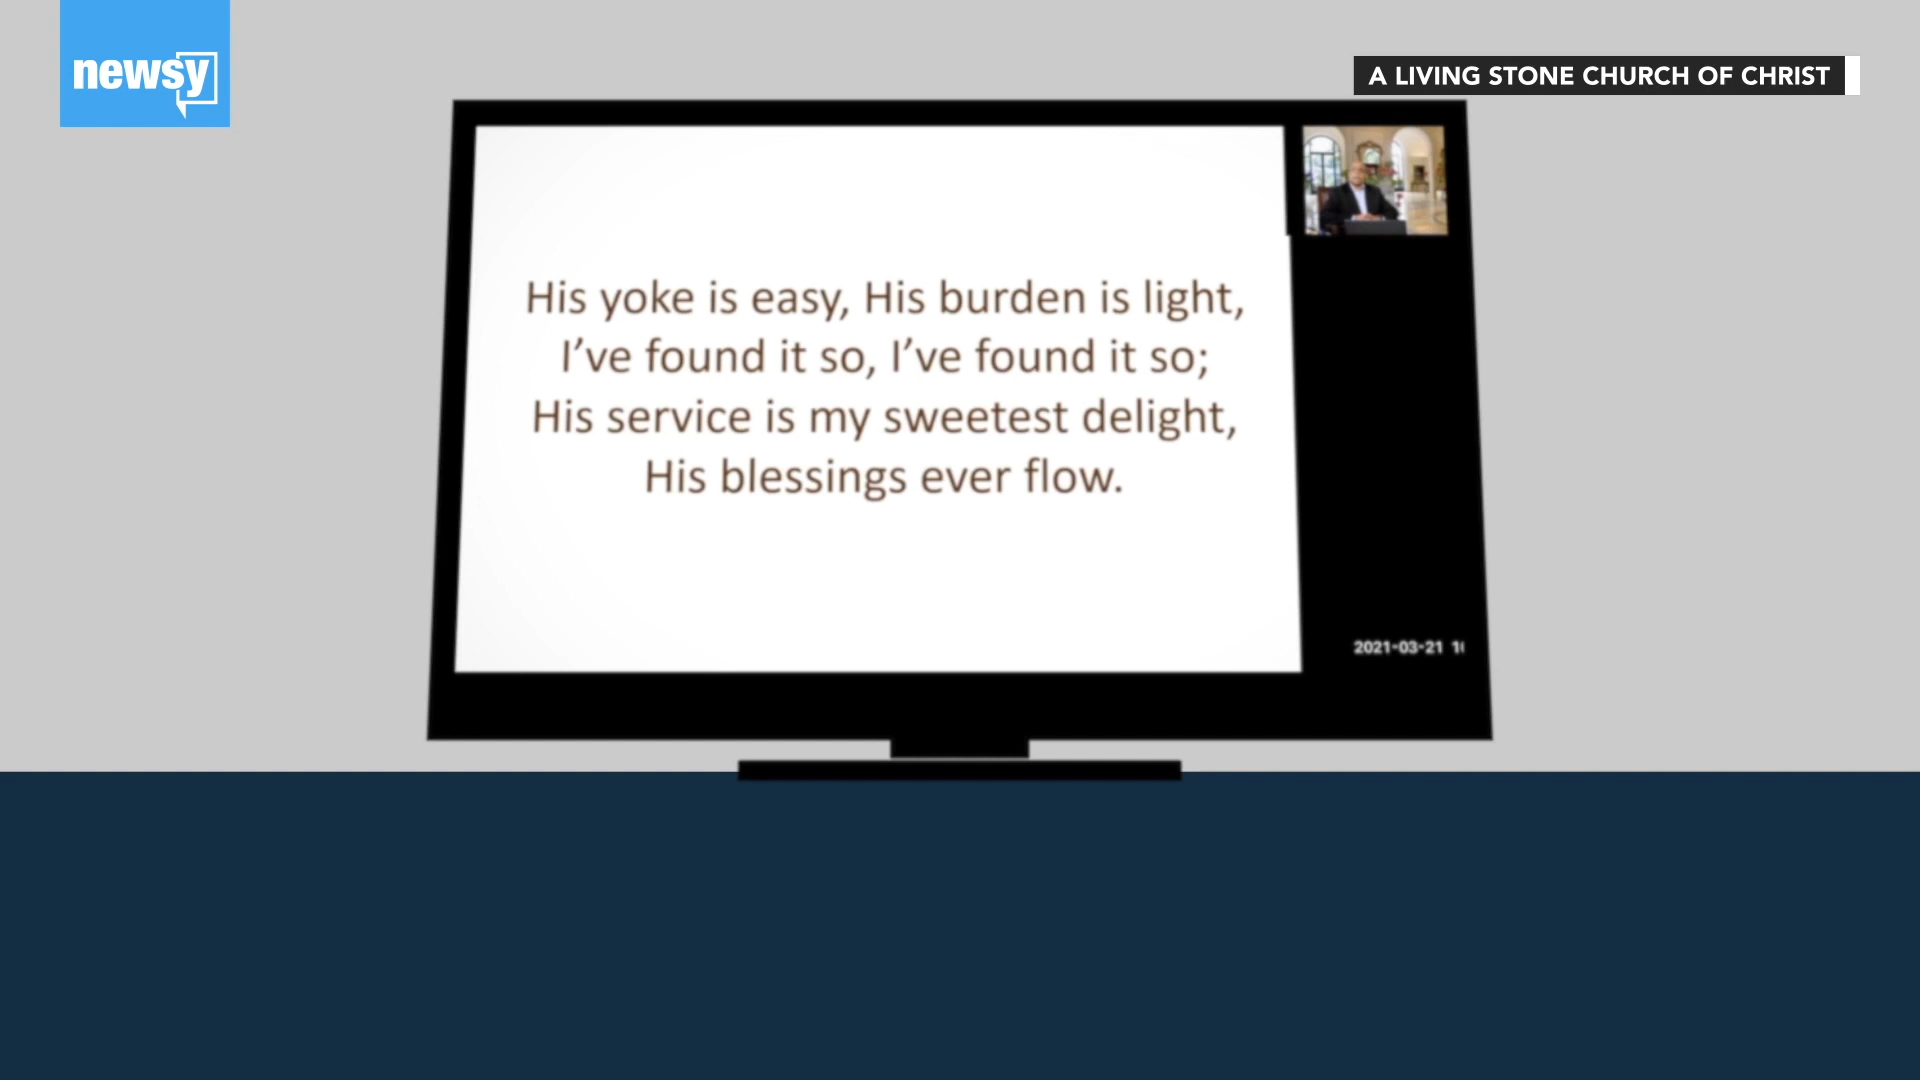 newsy
A LIVING STONE CHURCH OF CHRIST
His yoke is easy, His burden is light,
I’ve found it so, I’ve found it so;
His service is my sweetest delight,
His blessings ever flow.
2021-03-21